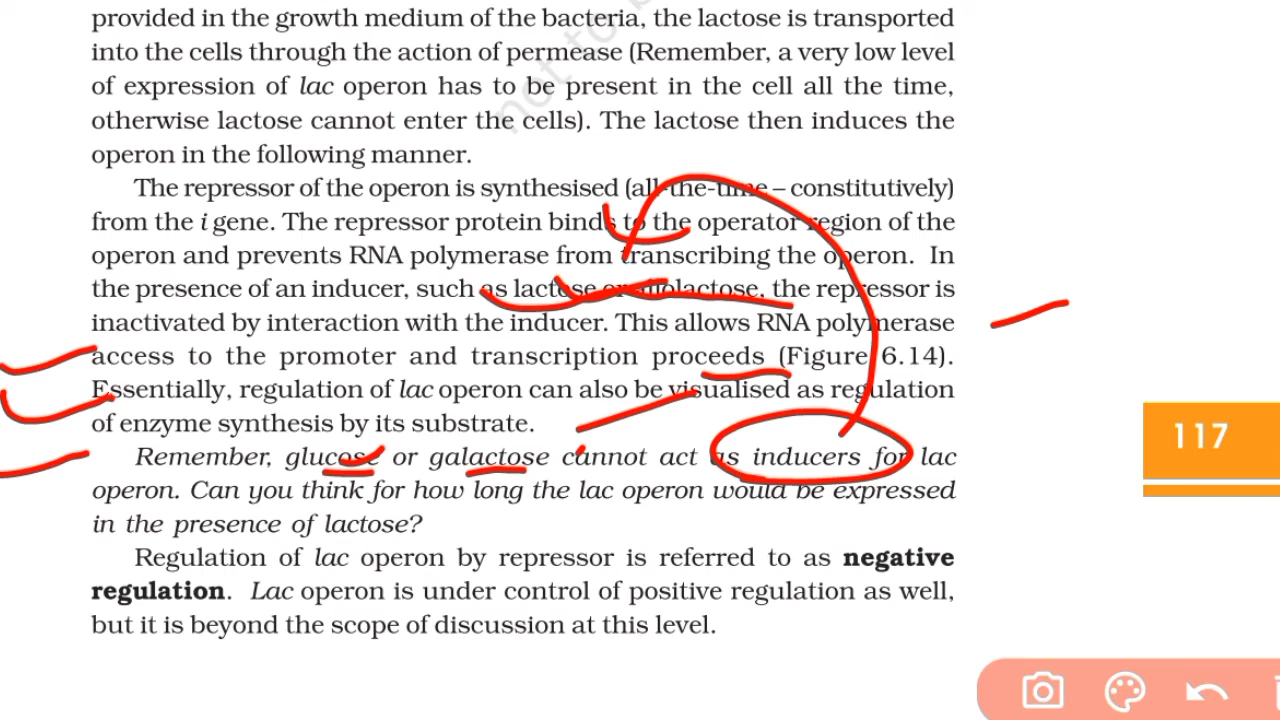 provided in the growth medium of the bacteria, the lactose is transported
into the cells through the action of permease (Remember, a very low level
of expression of lac operon has to be present in the cell all the time,
otherwise lactose cannot enter the cells). The lactose then induces the
operon in the following manner.
The repressor of the operon is synthesised (all-the-time – constitutively)
from the i gene. The repressor protein binds to the operator region of the
operon and prevents RNA polymerase from transcribing the operon. In
the presence of an inducer, such as lactose or allolactose, the repressor is
inactivated by interaction with the inducer. This allows RNA polymerase
access to the promoter and transcription proceeds (Figure 6.14).
Essentially, regulation of lac operon can also be visualised as regulation
of enzyme synthesis by its substrate.
Remember, glucose or galactose cannot act as inducers for lac
operon. Can you think for how long the lac operon would be expressed
in the presence of lactose?
Regulation of lac operon by repressor is referred to as negative
regulation. Lac operon is under control of positive regulation as well,
but it is beyond the scope of discussion at this level.
117
not to b